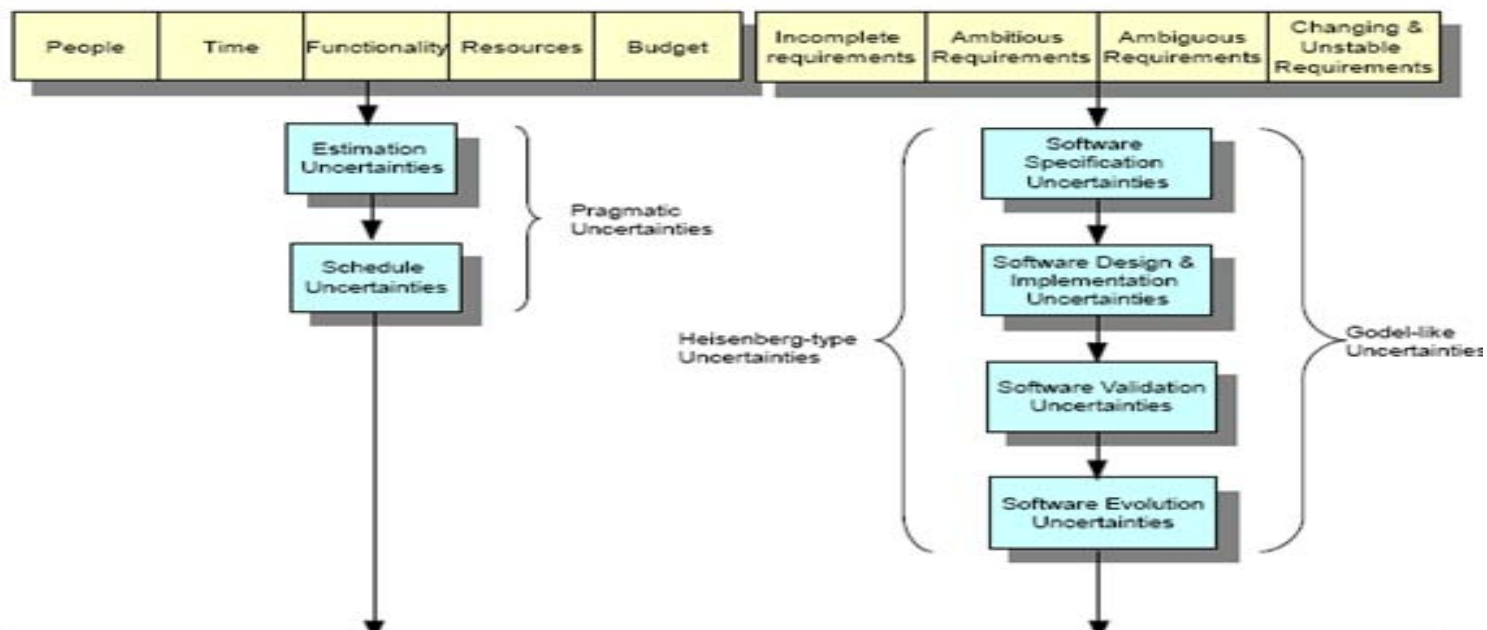 People
Time
Functionality
Resources
Budget
Incomplete
requirements
Ambitious
Requirements
Ambiguous
Requirements
Changing &
Unstable
Requirements
Estimation
Uncertainties
Schedule
Uncertainties
Pragmatic
Uncertainties
Software
Specification
Uncertainties
Software Design &
Implementation
Uncertainties
Software Validation
Uncertainties
Software Evolution
Uncertainties
Heisenberg-type
Uncertainties
Godel-like
Uncertainties